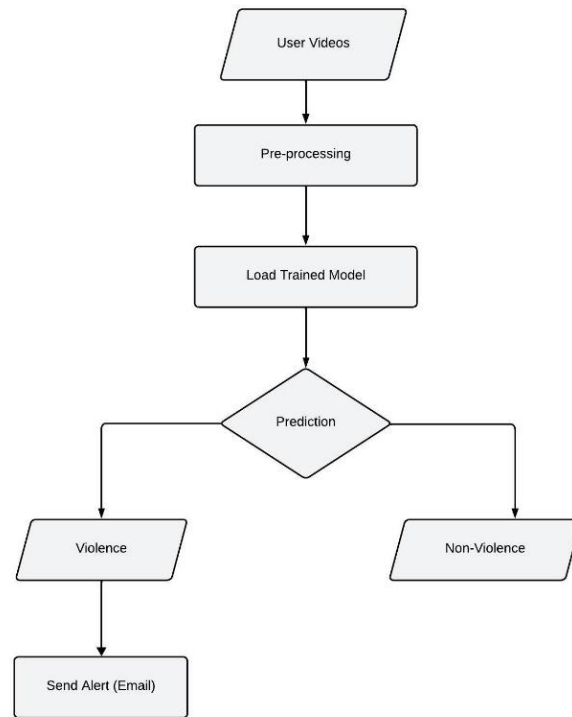 User Videos
Pre-processing
Load Trained Model
Prediction
Violence
Non-Violence
Send Alert (Email)